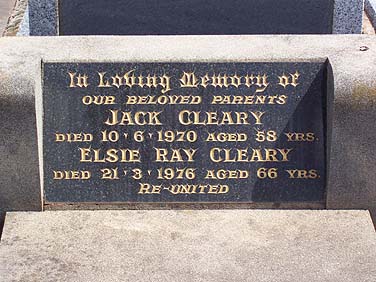 In Loving Memory of
OUR BELOVED PARENTS
JACK CLEARY
DIED 10·6·1970 AGED 58 YRS.
ELSIE RAY CLEARY
DIED 21·3·1976 AGED 66 YRS.
RE-UNITED